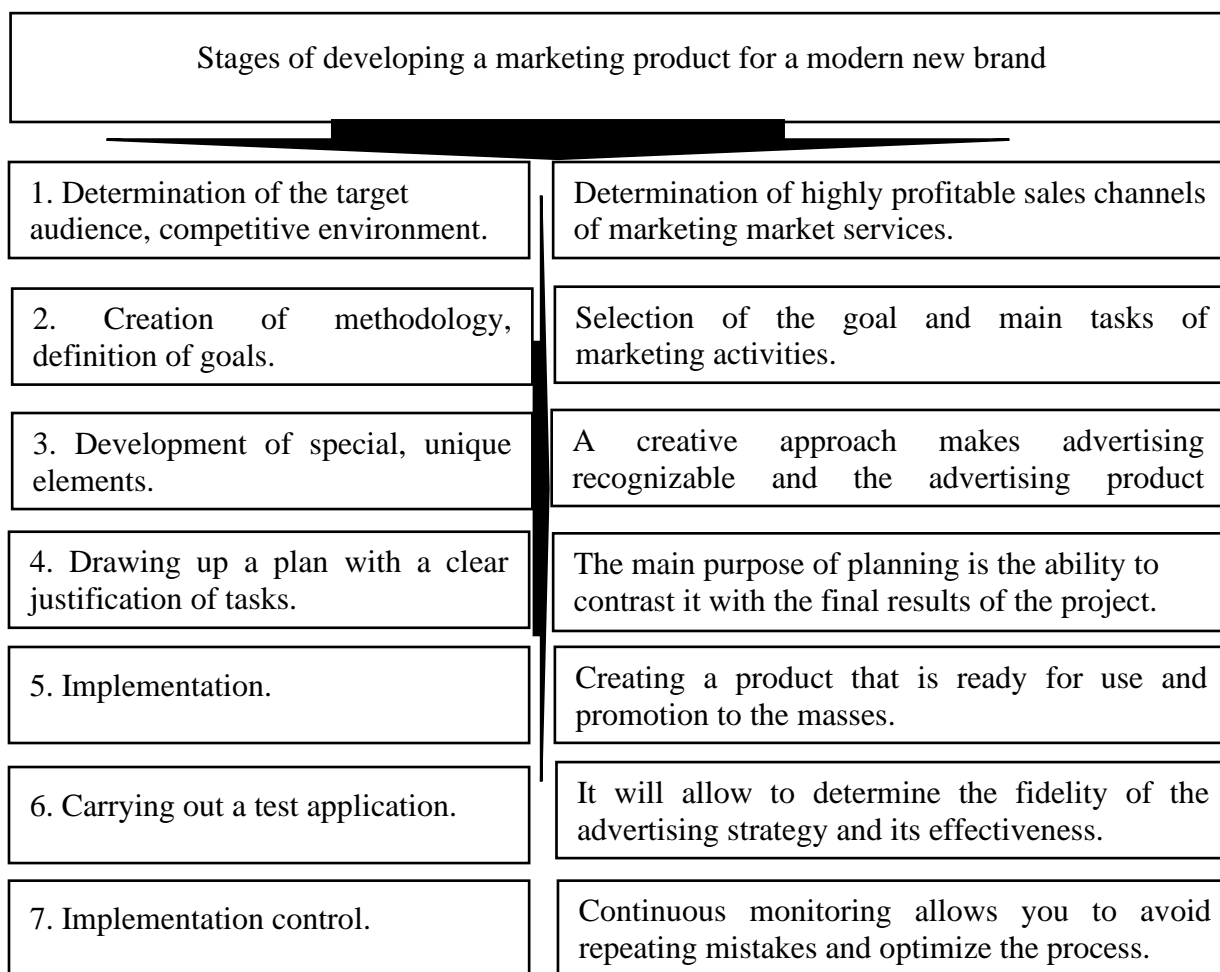 Stages of developing a marketing product for a modern new brand
1. Determination of the target
audience, competitive environment.
Determination of highly profitable sales channels
of marketing market services.
2. Creation of methodology,
definition of goals.
Selection of the goal and main tasks of
marketing activities.
3. Development of special, unique
elements.
A creative approach makes advertising
recognizable and the advertising product
4. Drawing up a plan with a clear
justification of tasks.
The main purpose of planning is the ability to
contrast it with the final results of the project.
5. Implementation.
Creating a product that is ready for use and
promotion to the masses.
6. Carrying out a test application.
It will allow to determine the fidelity of the
advertising strategy and its effectiveness.
7. Implementation control.
Continuous monitoring allows you to avoid
repeating mistakes and optimize the process.